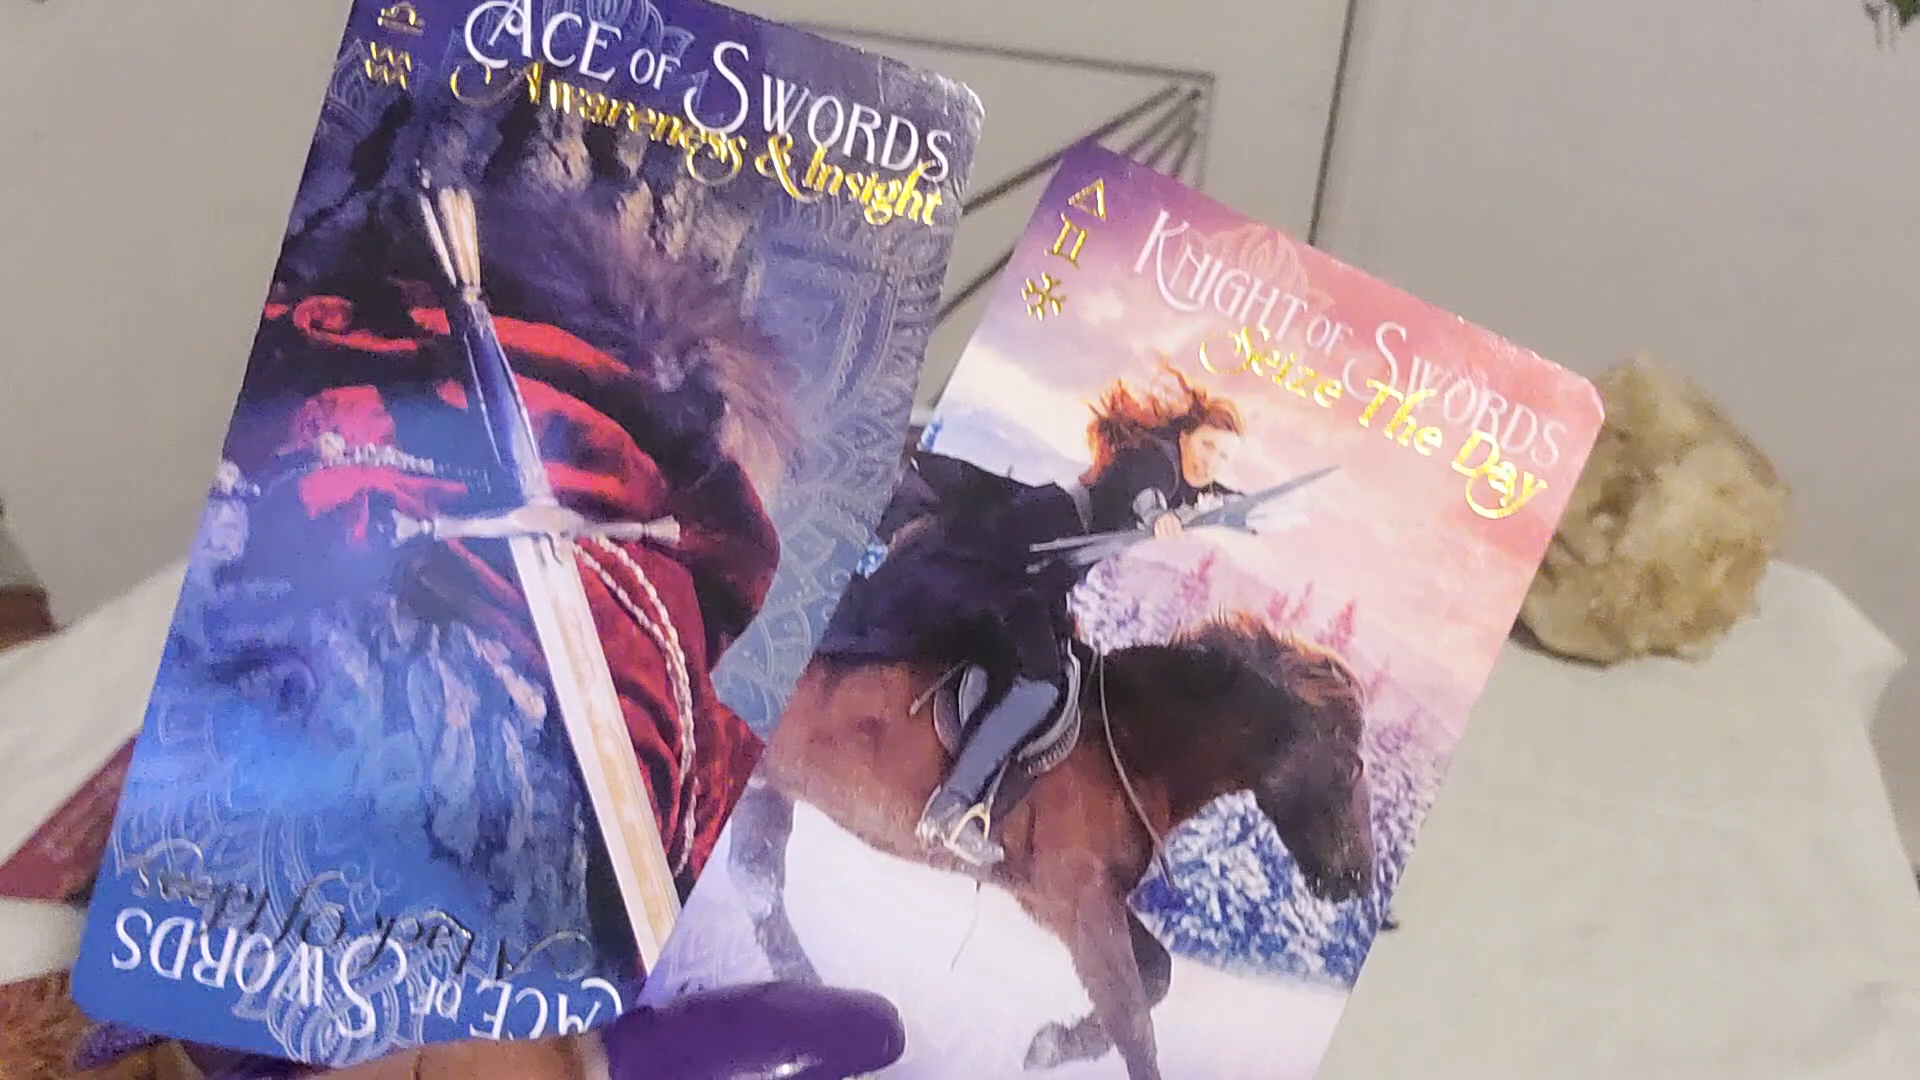 ACE OF SWORDS
Awareness & Insight
KNIGHT OF SWORDS
Seize The Day
ACE OF SWORDS
A Lack Of Ideas